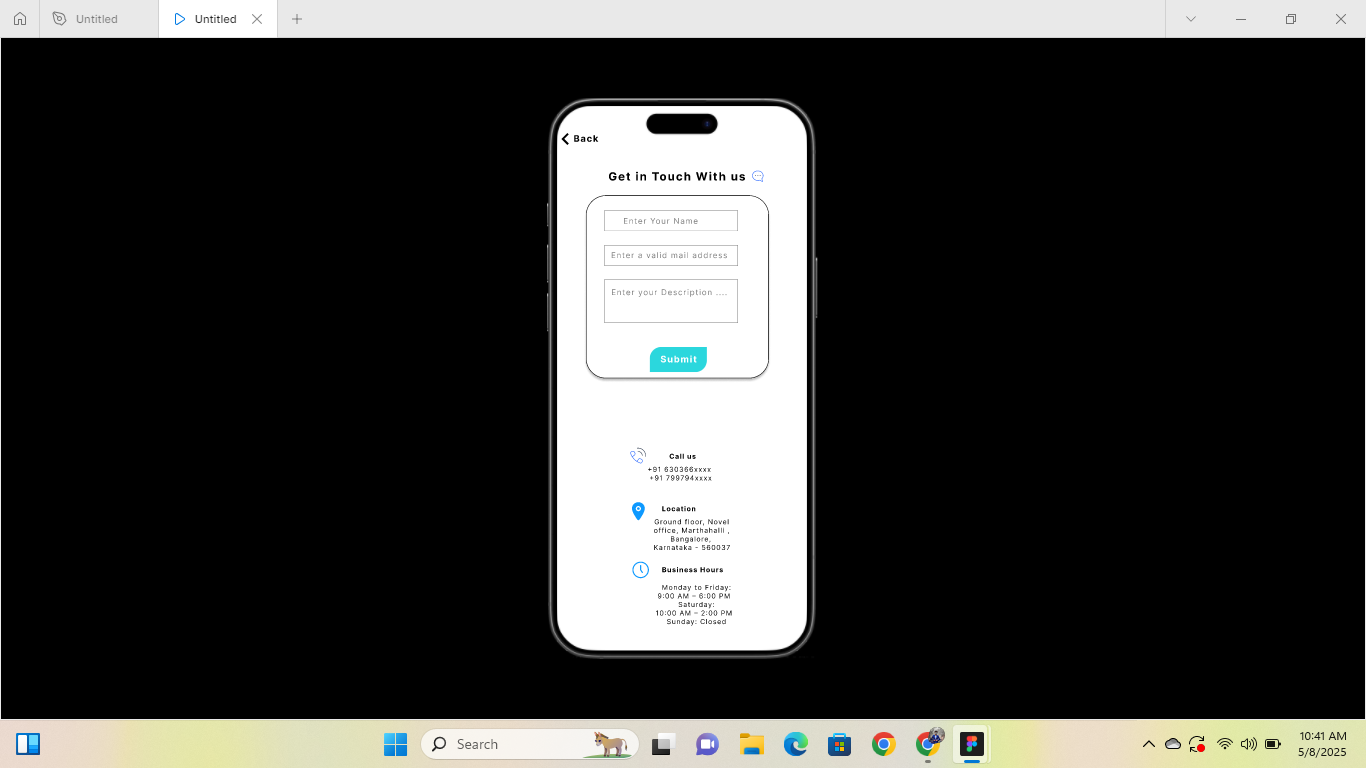 Untitled
Untitled
Back
Get in Touch With us
Enter Your Name
Enter a valid mail address
Enter your Description ....
Submit
Call us
+91 630366xxxx
+91 799794xxxx
Location
Ground floor, Novel
office, Marthahalli ,
Bangalore,
Karnataka - 560037
Business Hours
Monday to Friday:
9:00 AM – 6:00 PM
Saturday:
10:00 AM – 2:00 PM
Sunday: Closed
Search
10:41 AM
5/8/2025